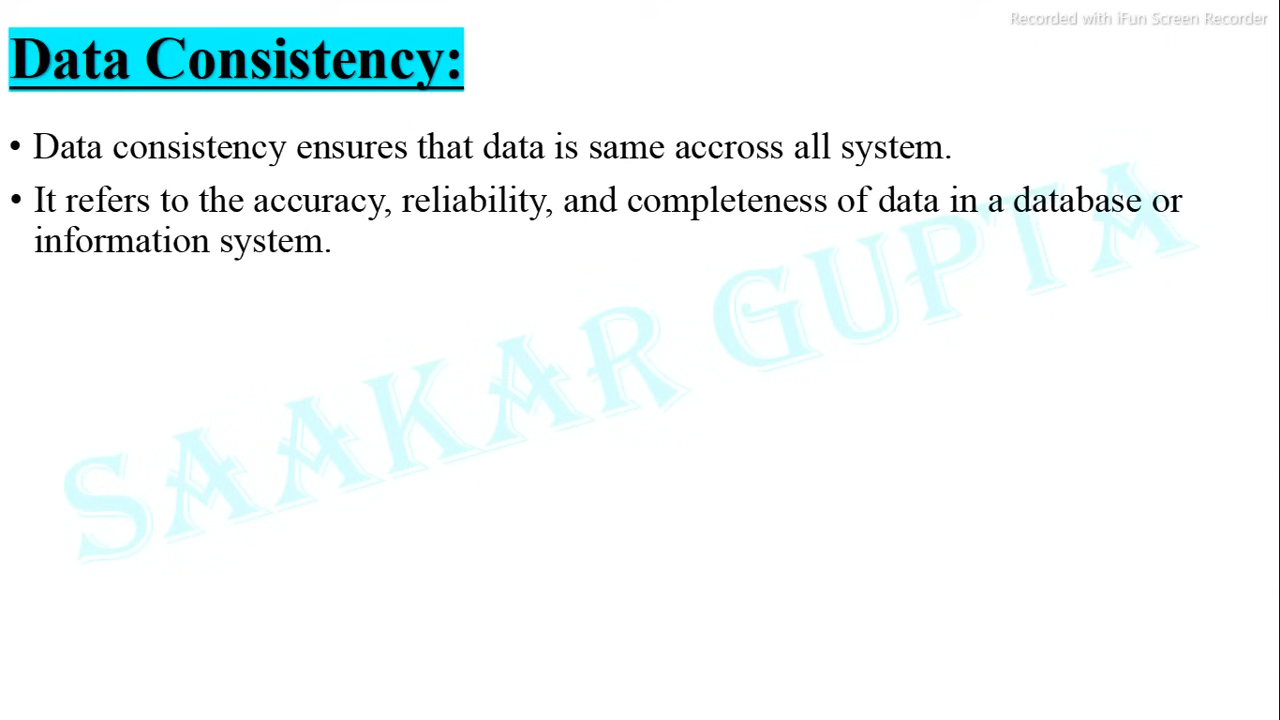 Recorded with iFun Screen Recorder
Data Consistency:
• Data consistency ensures that data is same accross all system.
• It refers to the accuracy, reliability, and completeness of data in a database or
information system.
SAAKAR GUPTA